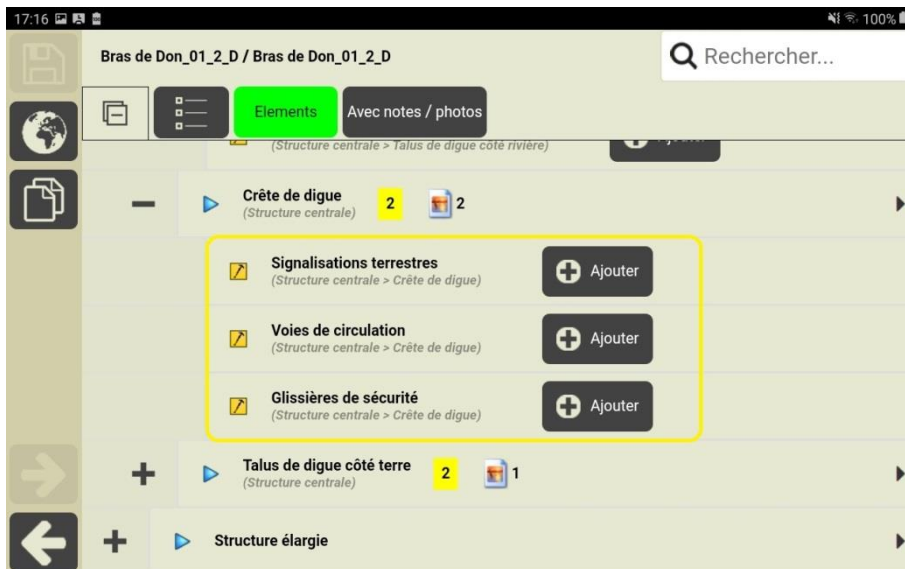 17:16
100%
Bras de Don_01_2_D / Bras de Don_01_2_D
Rechercher...
Elements
Avec notes / photos
(Structure centrale > Talus de digue côté rivière)
Crête de digue
(Structure centrale)
2
2
Signalisations terrestres
(Structure centrale > Crête de digue)
Ajouter
Voies de circulation
(Structure centrale > Crête de digue)
Ajouter
Glissières de sécurité
(Structure centrale > Crête de digue)
Ajouter
Talus de digue côté terre
(Structure centrale)
2
1
Structure élargie